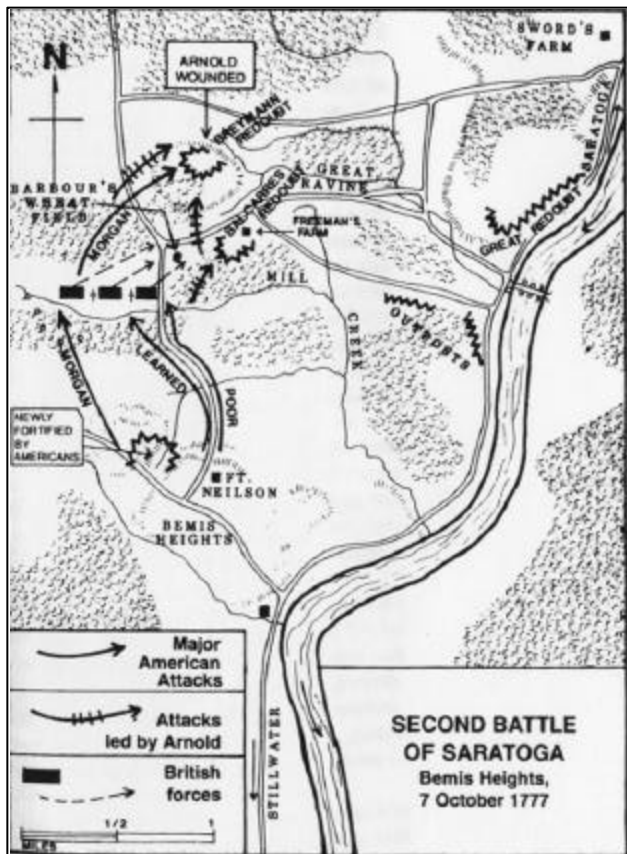 SWORD'S
FARM
N
ARNOLD
WOUNDED
BREYMANN
REDOUBT
BARBOUR'S
WHEAT
FIELD
MORGAN
BALCARRES
REDOUBT
GREAT
RAVINE
FREEMAN'S
FARM
SARATOGA
GREAT REDOUBT
MILL
CREEK
OUTPOSTS
LEARNED
MORGAN
POOR
NEWLY
FORTIFIED
BY
AMERICANS
FT.
NEILSON
BEMIS
HEIGHTS
STILLWATER
Major
American
Attacks
Attacks
led by Arnold
British
forces
1/2
1
MILES
SECOND BATTLE
OF SARATOGA
Bemis Heights,
7 October 1777